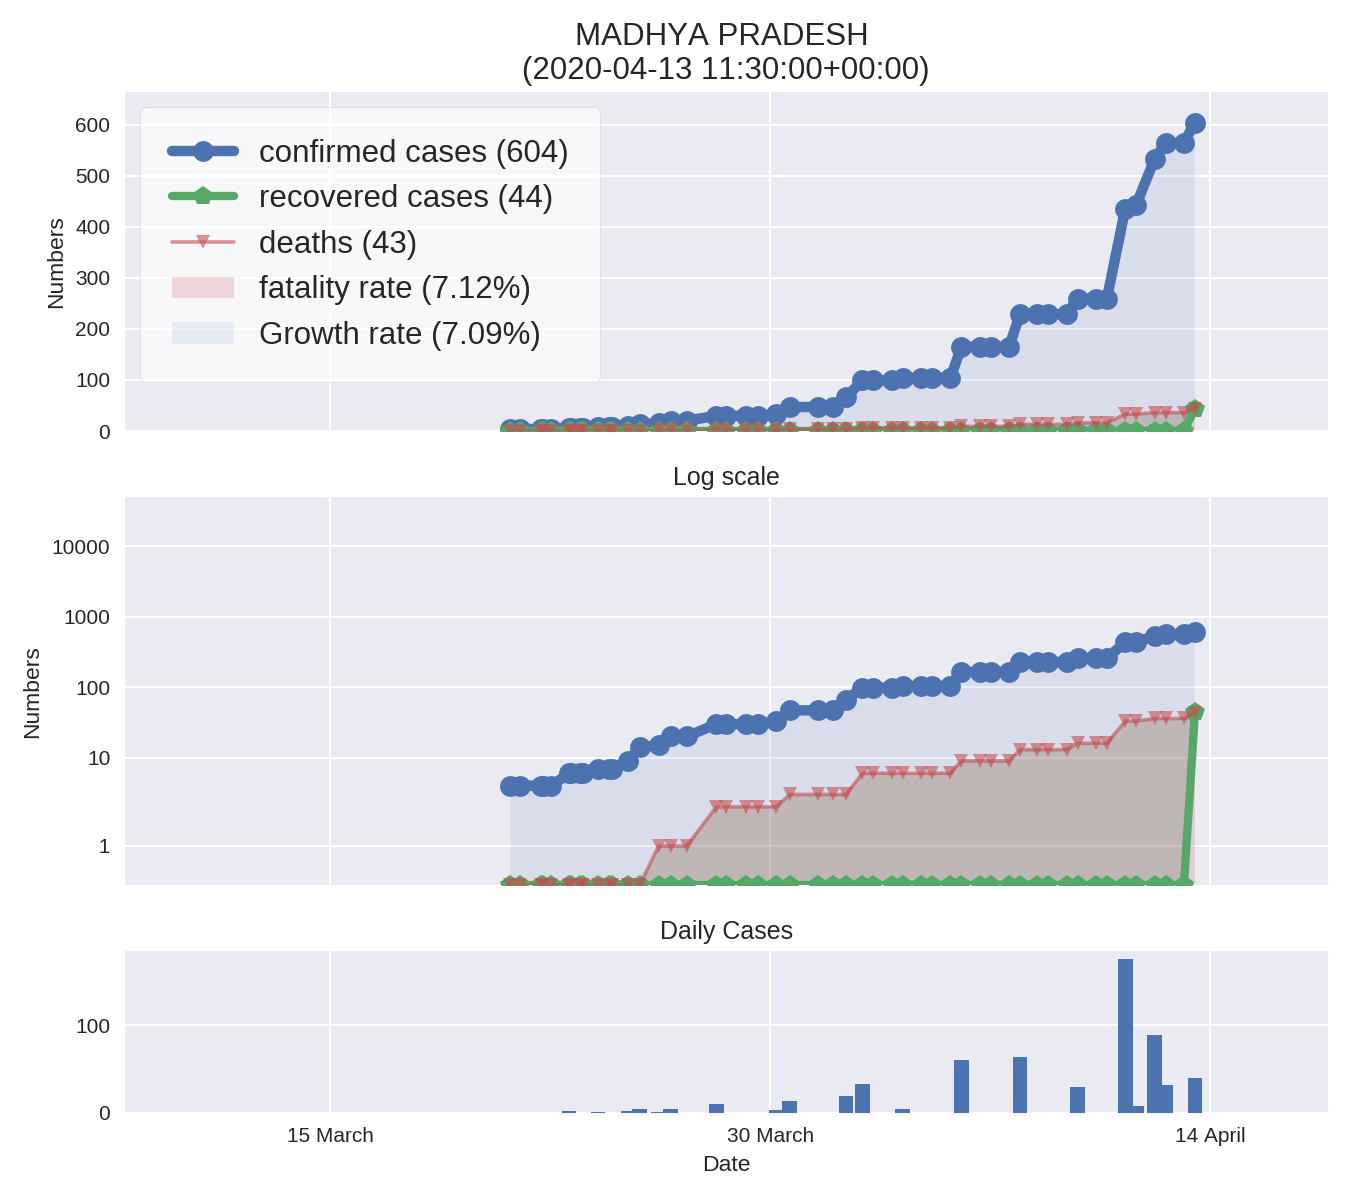 MADHYA PRADESH
(2020-04-13 11:30:00+00:00)
600
500
400
300
200
100
0
Numbers
confirmed cases (604)
recovered cases (44)
deaths (43)
fatality rate (7.12%)
Growth rate (7.09%)
Log scale
10000
1000
100
10
1
Numbers
Daily Cases
100
0
15 March
30 March
14 April
Date